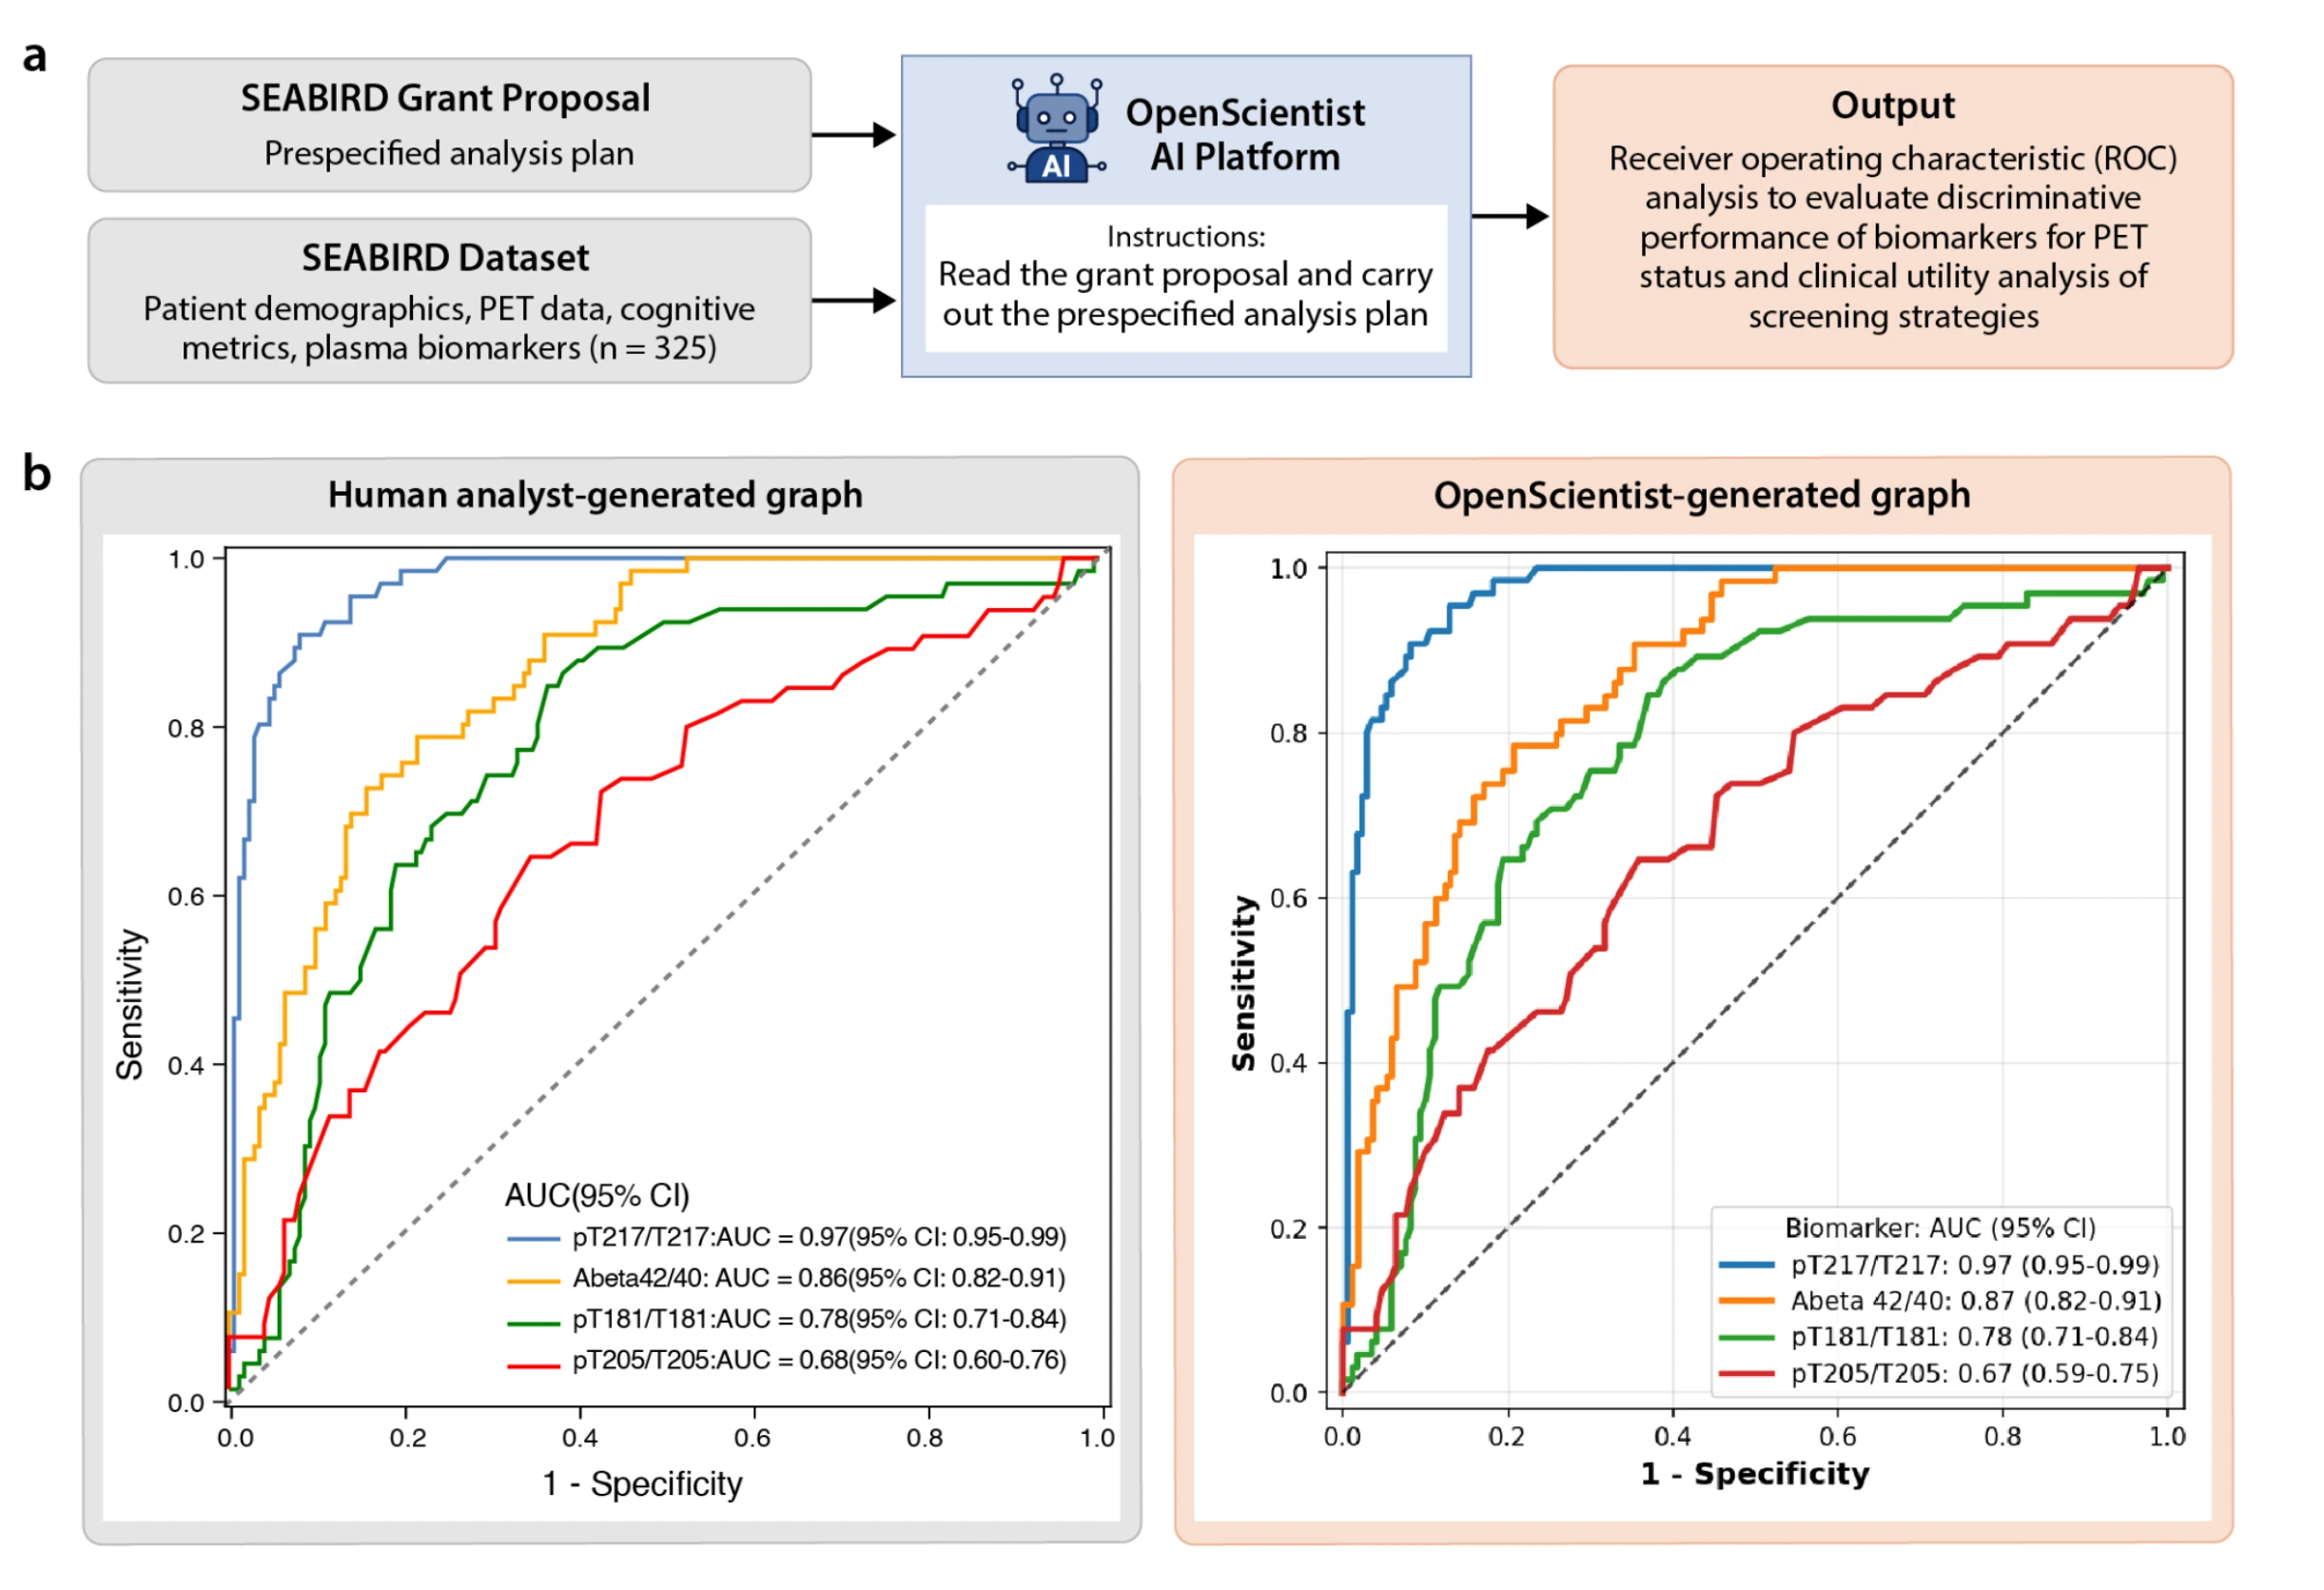 a
SEABIRD Grant Proposal
Prespecified analysis plan
SEABIRD Dataset
Patient demographics, PET data, cognitive
metrics, plasma biomarkers (n = 325)
AI
OpenScientist
AI Platform
Instructions:
Read the grant proposal and carry
out the prespecified analysis plan
Output
Receiver operating characteristic (ROC)
analysis to evaluate discriminative
performance of biomarkers for PET
status and clinical utility analysis of
screening strategies
b
Human analyst-generated graph
1.0
0.8
0.6
0.4
0.2
0.0
Sensitivity
AUC(95% CI)
pT217/T217:AUC = 0.97(95% CI: 0.95-0.99)
Abeta42/40: AUC = 0.86(95% CI: 0.82-0.91)
pT181/T181:AUC = 0.78(95% CI: 0.71-0.84)
pT205/T205:AUC = 0.68(95% CI: 0.60-0.76)
0.0 0.2 0.4 0.6 0.8 1.0
1 - Specificity
OpenScientist-generated graph
1.0
0.8
0.6
0.4
0.2
0.0
Sensitivity
Biomarker: AUC (95% CI)
pT217/T217: 0.97 (0.95-0.99)
Abeta 42/40: 0.87 (0.82-0.91)
pT181/T181: 0.78 (0.71-0.84)
pT205/T205: 0.67 (0.59-0.75)
0.0 0.2 0.4 0.6 0.8 1.0
1 - Specificity